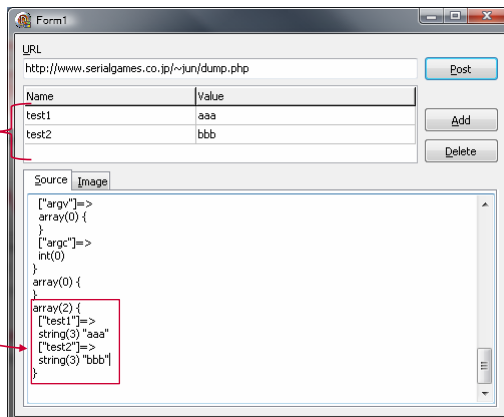 Form1
URL
http://www.serialgames.co.jp/~jun/dump.php
Post
Name Value
test1 aaa
test2 bbb
Add
Delete
Source Image
["argv"]=>
array(0) {
}
["argc"]=>
int(0)
}
array(0) {
}
array(2) {
["test1"]=>
string(3) "aaa"
["test2"]=>
string(3) "bbb"
}